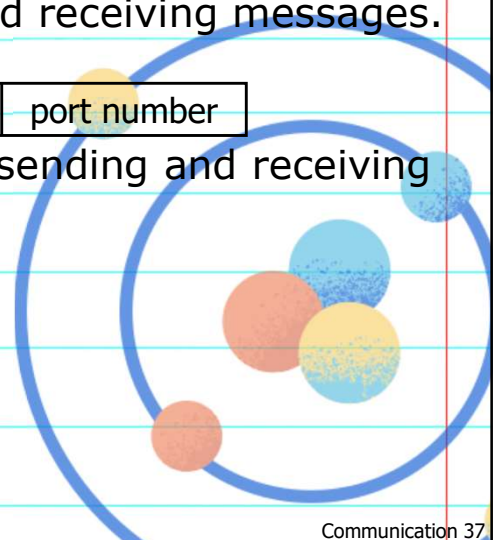 d receiving messages.
port number
sending and receiving
Communication 37